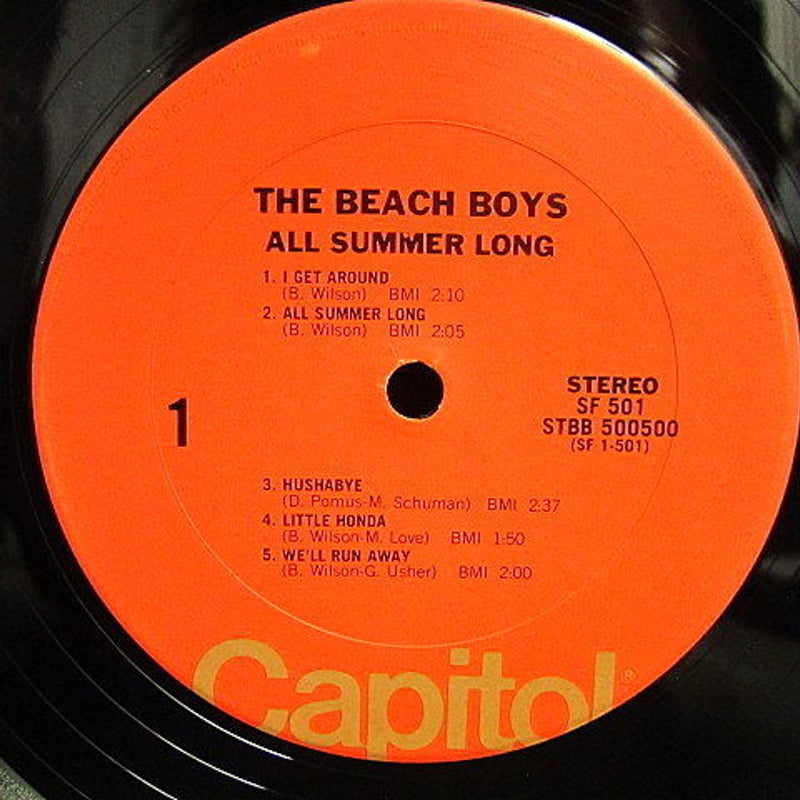 THE BEACH BOYS
ALL SUMMER LONG
1. I GET AROUND
(B. Wilson) BMI 2:10
2. ALL SUMMER LONG
(B. Wilson) BMI 2:05
1
STEREO
SF 501
STBB 500500
(SF 1-501)
3. HUSHABYE
(D. Pomus-M. Schuman) BMI 2:37
4. LITTLE HONDA
(B. Wilson-M. Love) BMI 1:50
5. WE'LL RUN AWAY
(B. Wilson-G. Usher) BMI 2:00
Capitol®